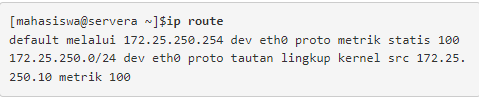 [mahasiswa@servera ~]$ip route
default melalui 172.25.250.254 dev eth0 proto metrik statis 100
172.25.250.0/24 dev eth0 proto tautan lingkup kernel src 172.25.
250.10 metrik 100